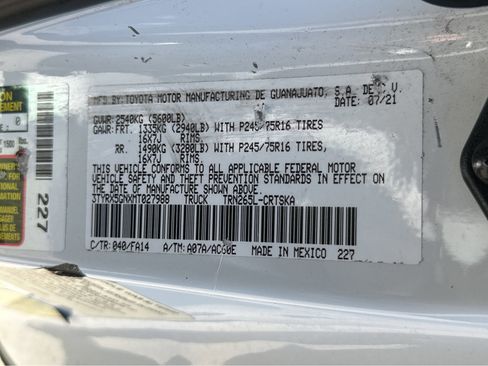 MFD. BY: TOYOTA MOTOR MANUFACTURING DE GUANAJUATO, S.A. DE C.V.
DATE: 07/21
GVWR: 2540KG (5600LB)
GAWR: FRT. 1335KG (2940LB) WITH P245/75R16 TIRES
16X7J RIMS.
RR. 1490KG (3280LB) WITH P245/75R16 TIRES,
16X7J RIMS.
THIS VEHICLE CONFORMS TO ALL APPLICABLE FEDERAL MOTOR
VEHICLE SAFETY AND THEFT PREVENTION STANDARDS IN EFFECT ON
THE DATE OF MANUFACTURE SHOWN ABOVE.
3TYRX5GNXMT027988 TRUCK TRN265L-CRTSKA
C/TR: 040/FA14 A/TM: A07A/AC60E MADE IN MEXICO 227
227